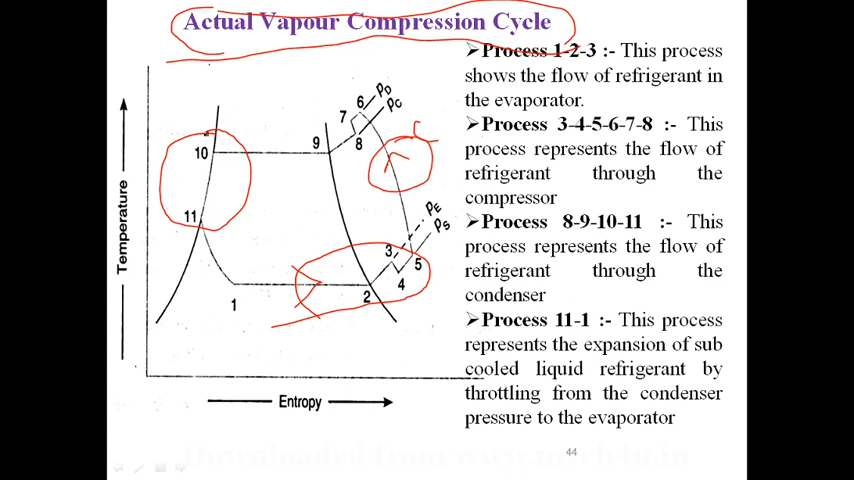 Actual Vapour Compression Cycle
➢Process 1-2-3 :- This process
shows the flow of refrigerant in
the evaporator.
➢Process 3-4-5-6-7-8 :- This
process represents the flow of
refrigerant through the
compressor
➢Process 8-9-10-11 :- This
process represents the flow of
refrigerant through the
condenser
➢Process 11-1 :- This process
represents the expansion of sub
cooled liquid refrigerant by
throttling from the condenser
pressure to the evaporator
Temperature
Entropy
10
9
7
6
PD
PC
8
11
3
PE
PS
5
4
2
1
44
Downloaded from